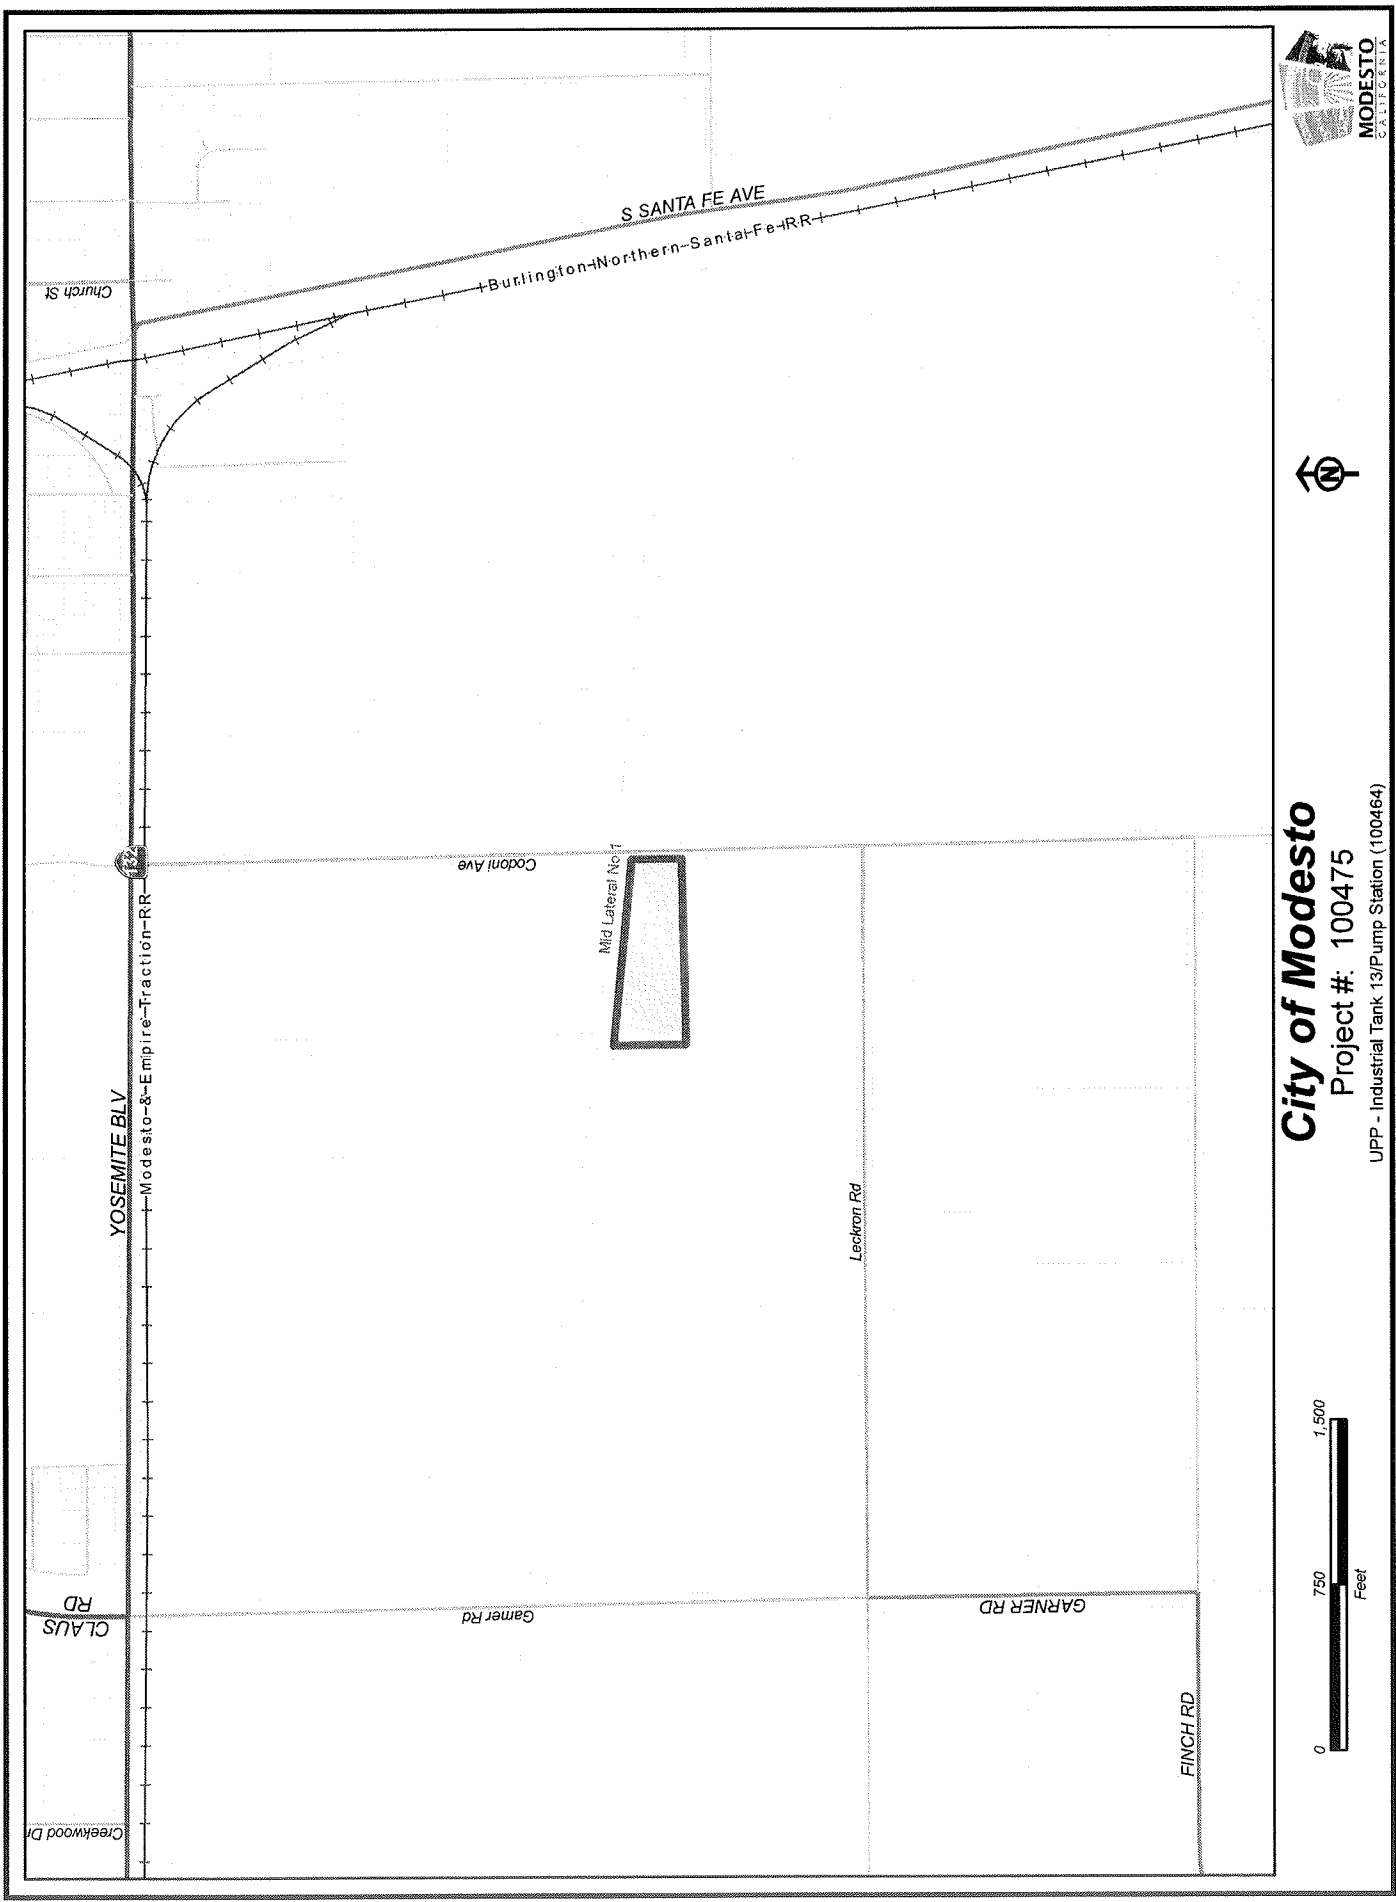 Creekwood Dr
CLAUS
RD
YOSEMITE BLV
Modesto & Empire Traction RR
132
Church St
S SANTA FE AVE
Burlington Northern Santa Fe RR
Garner Rd
Codoni Ave
Mid Lateral No 1
Leckron Rd
GARNER RD
FINCH RD
0
750
1,500
Feet
City of Modesto
Project #: 100475
UPP - Industrial Tank 13/Pump Station (100464)
N
MODESTO
CALIFORNIA